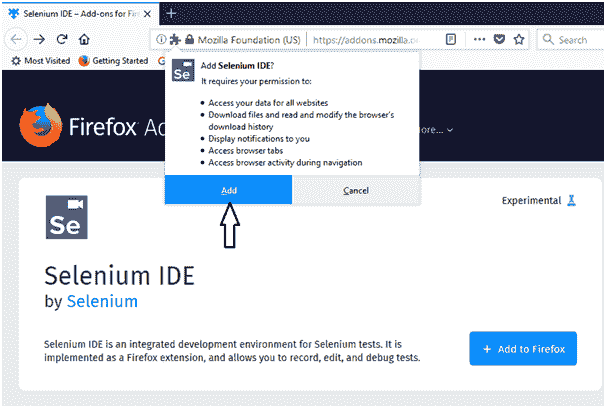 Selenium IDE – Add-ons for Fir
Mozilla Foundation (US)
https://addons.mozilla.o
Search
Most Visited
Getting Started
Add Selenium IDE?
It requires your permission to:
• Access your data for all websites
• Download files and read and modify the browser's
download history
• Display notifications to you
• Access browser tabs
• Access browser activity during navigation
Add
Cancel
Firefox Ad
ore...
Se
Experimental
Se
Selenium IDE
by Selenium
Selenium IDE is an integrated development environment for Selenium tests. It is
implemented as a Firefox extension, and allows you to record, edit, and debug tests.
+ Add to Firefox